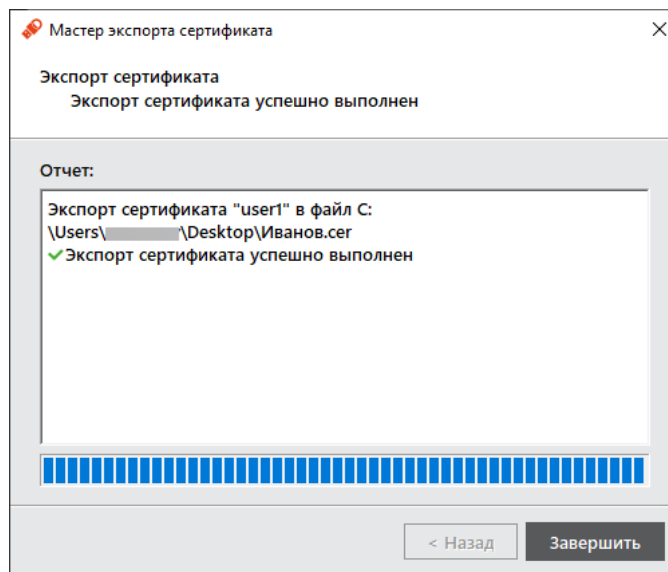 Мастер экспорта сертификата
Экспорт сертификата
Экспорт сертификата успешно выполнен
Отчет:
Экспорт сертификата "user1" в файл C:
\Users\ \Desktop\Иванов.cer
Экспорт сертификата успешно выполнен
< Назад
Завершить